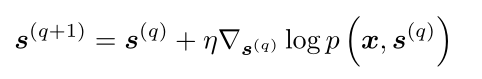 𝒔^{(q+1)} = 𝒔^{(q)} + η∇_{𝒔^{(q)}} log p(𝒙, 𝒔^{(q)})